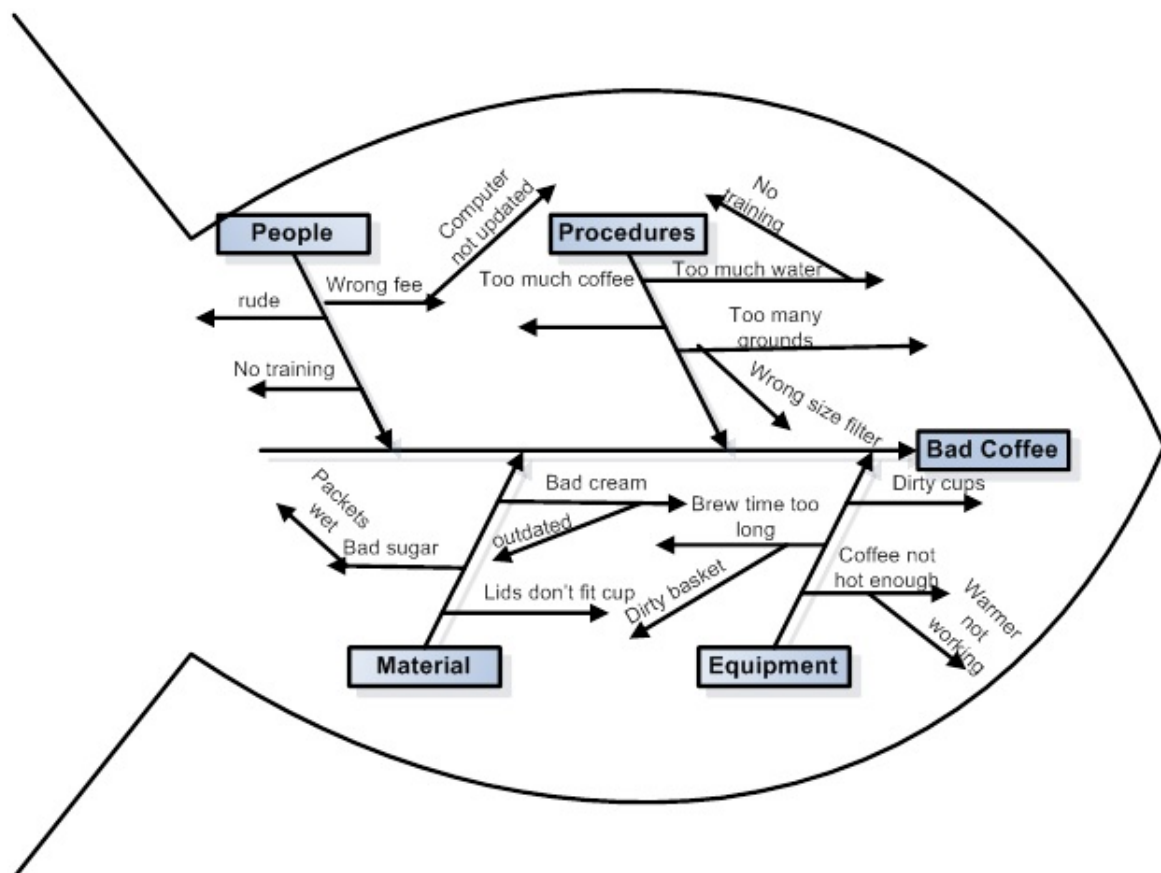 People
Wrong fee
Computer
not updated
rude
No training
Procedures
Too much coffee
Too much water
No
training
Too many
grounds
Wrong size filter
Bad Coffee
Material
Bad cream
outdated
Bad sugar
Packets
wet
Lids don't fit cup
Equipment
Dirty cups
Brew time too
long
Dirty basket
Coffee not
hot enough
Warmer
not
working